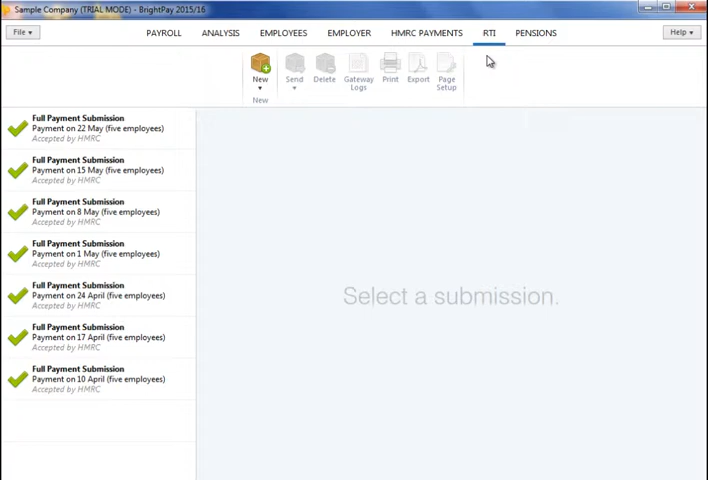 Sample Company (TRIAL MODE) - BrightPay 2015/16
File PAYROLL ANALYSIS EMPLOYEES EMPLOYER HMRC PAYMENTS RTI PENSIONS Help
New Send Delete Gateway Logs Print Export Page Setup
New
Full Payment Submission
Payment on 22 May (five employees)
Accepted by HMRC
Full Payment Submission
Payment on 15 May (five employees)
Accepted by HMRC
Full Payment Submission
Payment on 8 May (five employees)
Accepted by HMRC
Full Payment Submission
Payment on 1 May (five employees)
Accepted by HMRC
Full Payment Submission
Payment on 24 April (five employees)
Accepted by HMRC
Full Payment Submission
Payment on 17 April (five employees)
Accepted by HMRC
Full Payment Submission
Payment on 10 April (five employees)
Accepted by HMRC
Select a submission.